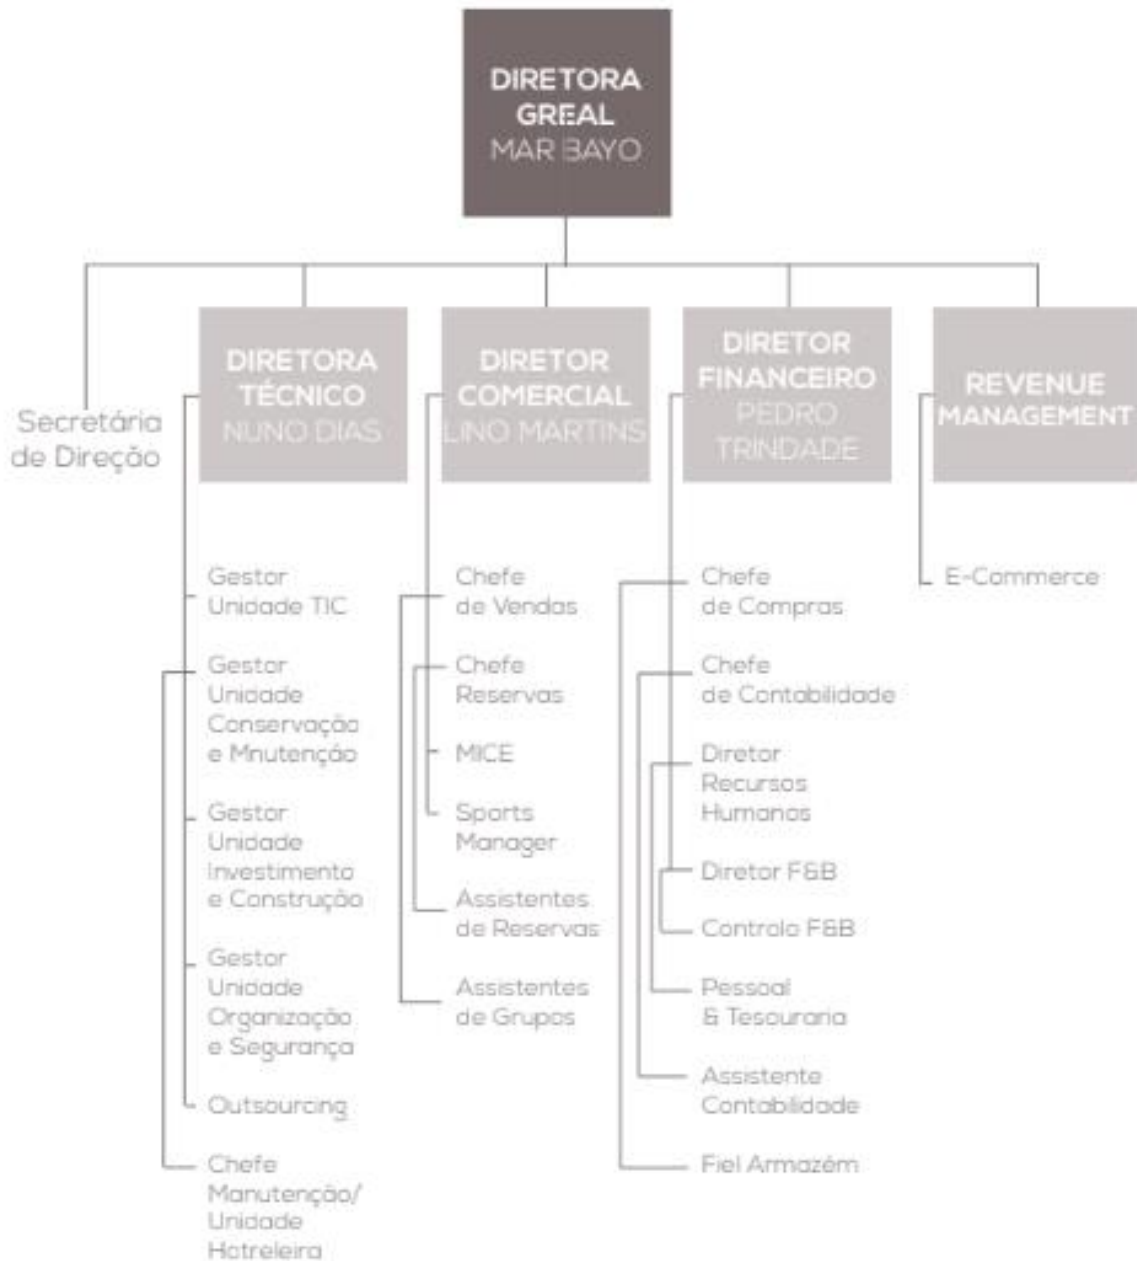 DIRETORA
GREAL
MAR BAYO
Secretária
de Direção
DIRETORA
TÉCNICO
NUNO DIAS
Gestor
Unidade TIC
Gestor
Unidade
Conservação
e Mnutenção
Gestor
Unidade
Investimento
e Construção
Gestor
Unidade
Organização
e Segurança
Outsourcing
Chefe
Manutenção/
Unidade
Hotreleira
DIRETOR
COMERCIAL
LINO MARTINS
Chefe
de Vendas
Chefe
Reservas
MICE
Sports
Manager
Assistentes
de Reservas
Assistentes
de Grupos
DIRETOR
FINANCEIRO
PEDRO
TRINDADE
Chefe
de Compras
Chefe
de Contabilidade
Diretor
Recursos
Humanos
Diretor F&B
Controlo F&B
Pessoal
& Tesouraria
Assistente
Contabilidade
Fiel Armazém
REVENUE
MANAGEMENT
E-Commerce